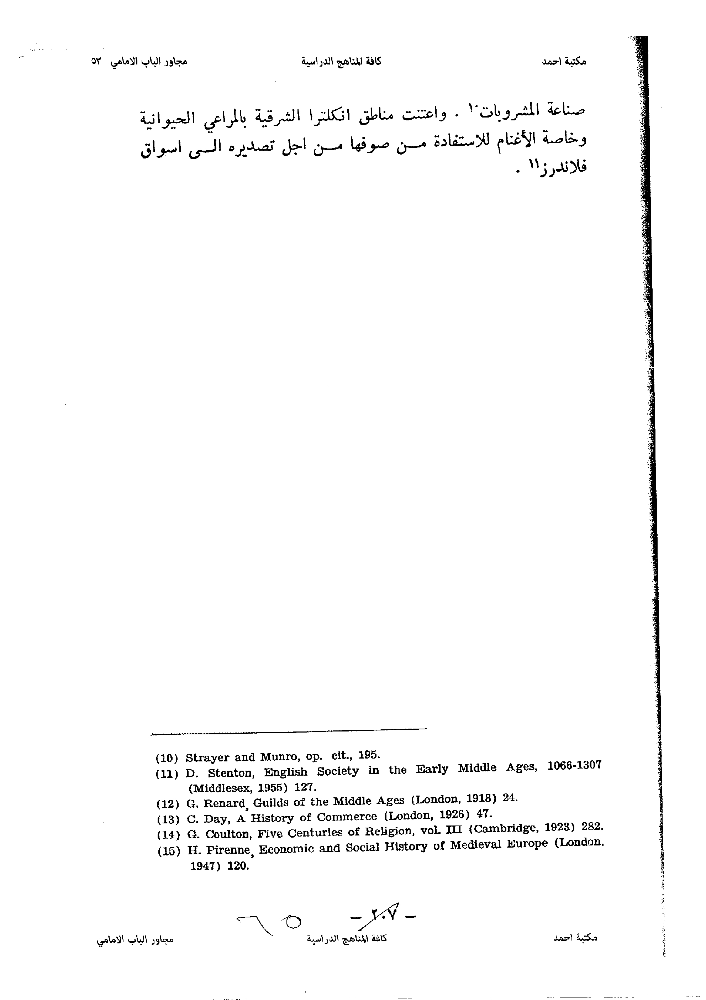 مكتبة احمد كافة المناهج الدراسية مجاور الباب الامامي ٥٣
صناعة المشروبات١٠ . واعتنت مناطق انكلترا الشرقية بالمراعي الحيوانية
وخاصة الأغنام للاستفادة مـن صوفها مـن اجل تصديره الـى اسواق
فلاندرز١١ .
(10) Strayer and Munro, op. cit., 195.
(11) D. Stenton, English Society in the Early Middle Ages, 1066-1307
(Middlesex, 1955) 127.
(12) G. Renard, Guilds of the Middle Ages (London, 1918) 24.
(13) C. Day, A History of Commerce (London, 1926) 47.
(14) G. Coulton, Five Centuries of Religion, vol. III (Cambridge, 1923) 282.
(15) H. Pirenne, Economic and Social History of Medieval Europe (London,
1947) 120.
– ٢٠٧ –
مكتبة احمد كافة المناهج الدراسية مجاور الباب الامامي